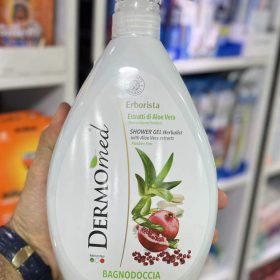 DERMOmed
Erborista
Estratti di Aloe Vera
SHOWER GEL Herbalist
with Aloe Vera extracts
BAGNODOCCIA